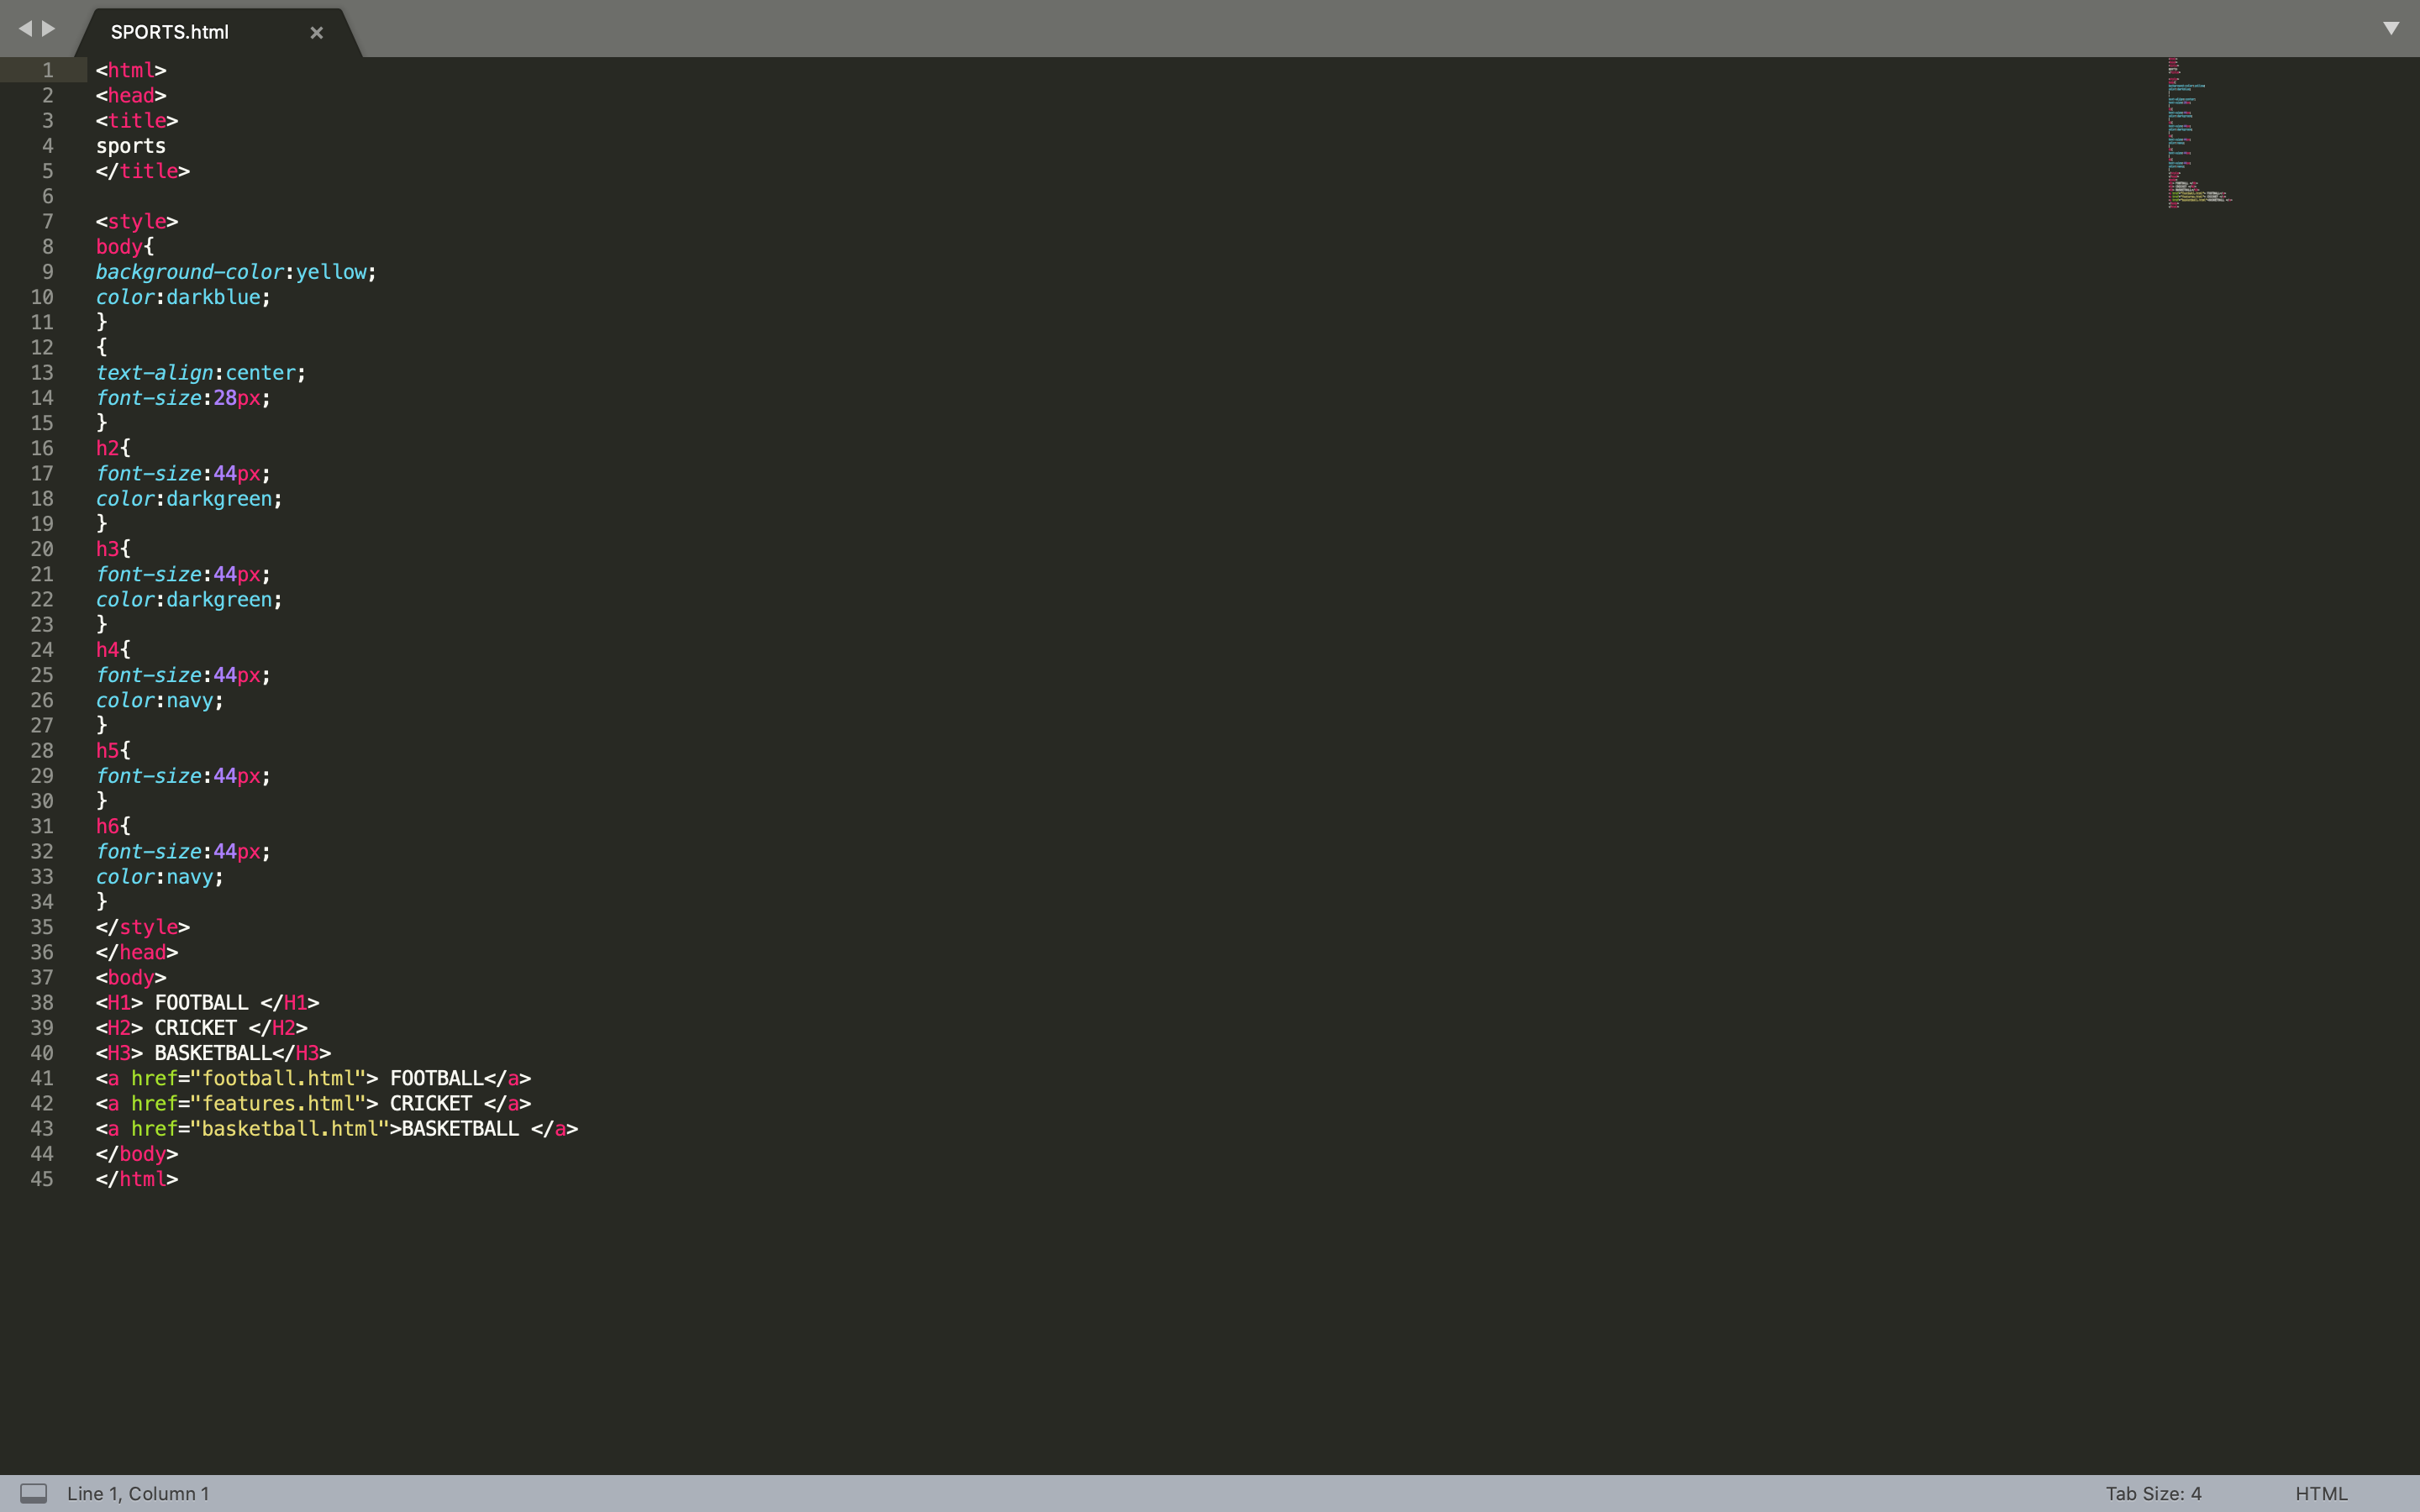 SPORTS.html ×
1 <html>
2 <head>
3 <title>
4 sports
5 </title>
6
7 <style>
8 body{
9 background-color:yellow;
10 color:darkblue;
11 }
12 {
13 text-align:center;
14 font-size:28px;
15 }
16 h2{
17 font-size:44px;
18 color:darkgreen;
19 }
20 h3{
21 font-size:44px;
22 color:darkgreen;
23 }
24 h4{
25 font-size:44px;
26 color:navy;
27 }
28 h5{
29 font-size:44px;
30 }
31 h6{
32 font-size:44px;
33 color:navy;
34 }
35 </style>
36 </head>
37 <body>
38 <H1> FOOTBALL </H1>
39 <H2> CRICKET </H2>
40 <H3> BASKETBALL</H3>
41 <a href="football.html"> FOOTBALL</a>
42 <a href="features.html"> CRICKET </a>
43 <a href="basketball.html">BASKETBALL </a>
44 </body>
45 </html>
Line 1, Column 1 Tab Size: 4 HTML